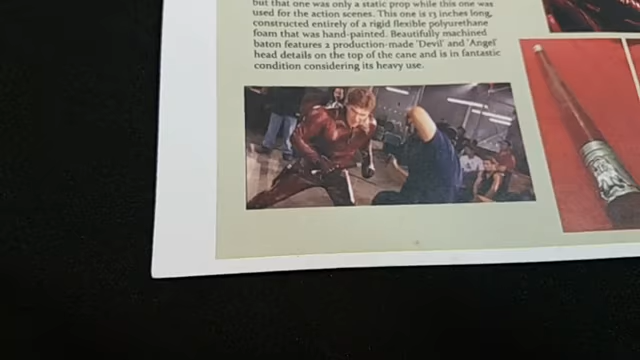 but that one was only a static prop while this one was
used for the action scenes. This one is 13 inches long,
constructed entirely of a rigid flexible polyurethane
foam that was hand-painted. Beautifully machined
baton features 2 production-made 'Devil' and 'Angel'
head details on the top of the cane and is in fantastic
condition considering its heavy use.